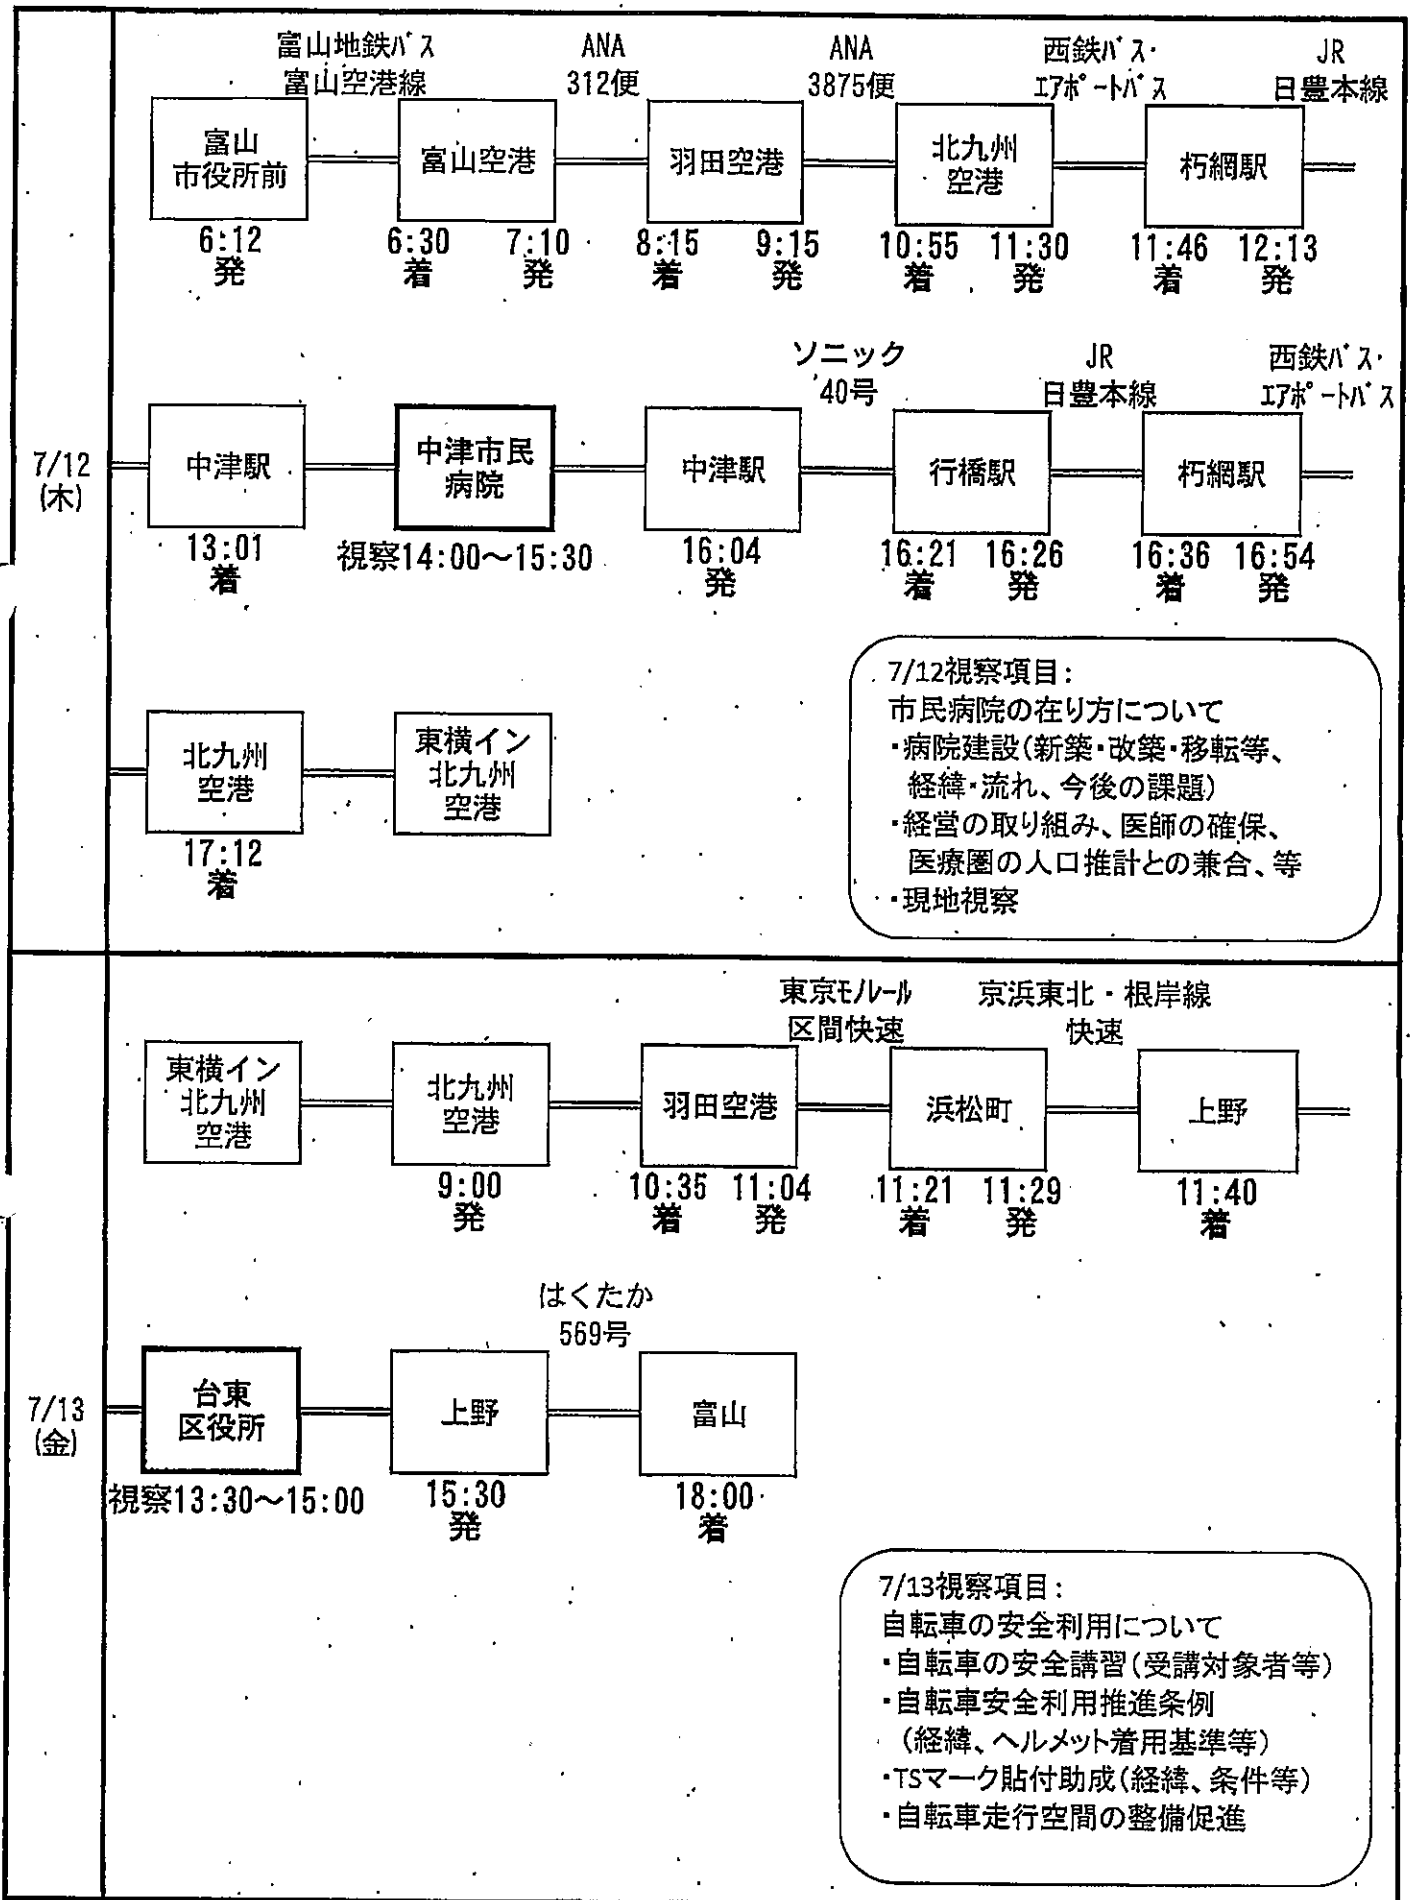 富山地鉄バス
富山空港線
ANA
312便
ANA
3875便
西鉄バス・
エアポートバス
JR
日豊本線
富山
市役所前
富山空港
羽田空港
北九州
空港
朽網駅
6:12
発
6:30
着
7:10
発
8:15
着
9:15
発
10:55
着
11:30
発
11:46
着
12:13
発
7/12
(木)
ソニック
40号
JR
日豊本線
西鉄バス・
エアポートバス
中津駅
中津市民
病院
中津駅
行橋駅
朽網駅
13:01
着
視察14:00～15:30
16:04
発
16:21
着
16:26
発
16:36
着
16:54
発
北九州
空港
東横イン
北九州
空港
17:12
着
7/12視察項目:
市民病院の在り方について
・病院建設(新築・改築・移転等、
経緯・流れ、今後の課題)
・経営の取り組み、医師の確保、
医療圏の人口推計との兼合、等
・現地視察
7/13
(金)
東京モノレール
区間快速
京浜東北・根岸線
快速
東横イン
北九州
空港
北九州
空港
羽田空港
浜松町
上野
9:00
発
10:35
着
11:04
発
11:21
着
11:29
発
11:40
着
はくたか
569号
台東
区役所
上野
富山
視察13:30～15:00
15:30
発
18:00
着
7/13視察項目:
自転車の安全利用について
・自転車の安全講習(受講対象者等)
・自転車安全利用推進条例
(経緯、ヘルメット着用基準等)
・TSマーク貼付助成(経緯、条件等)
・自転車走行空間の整備促進